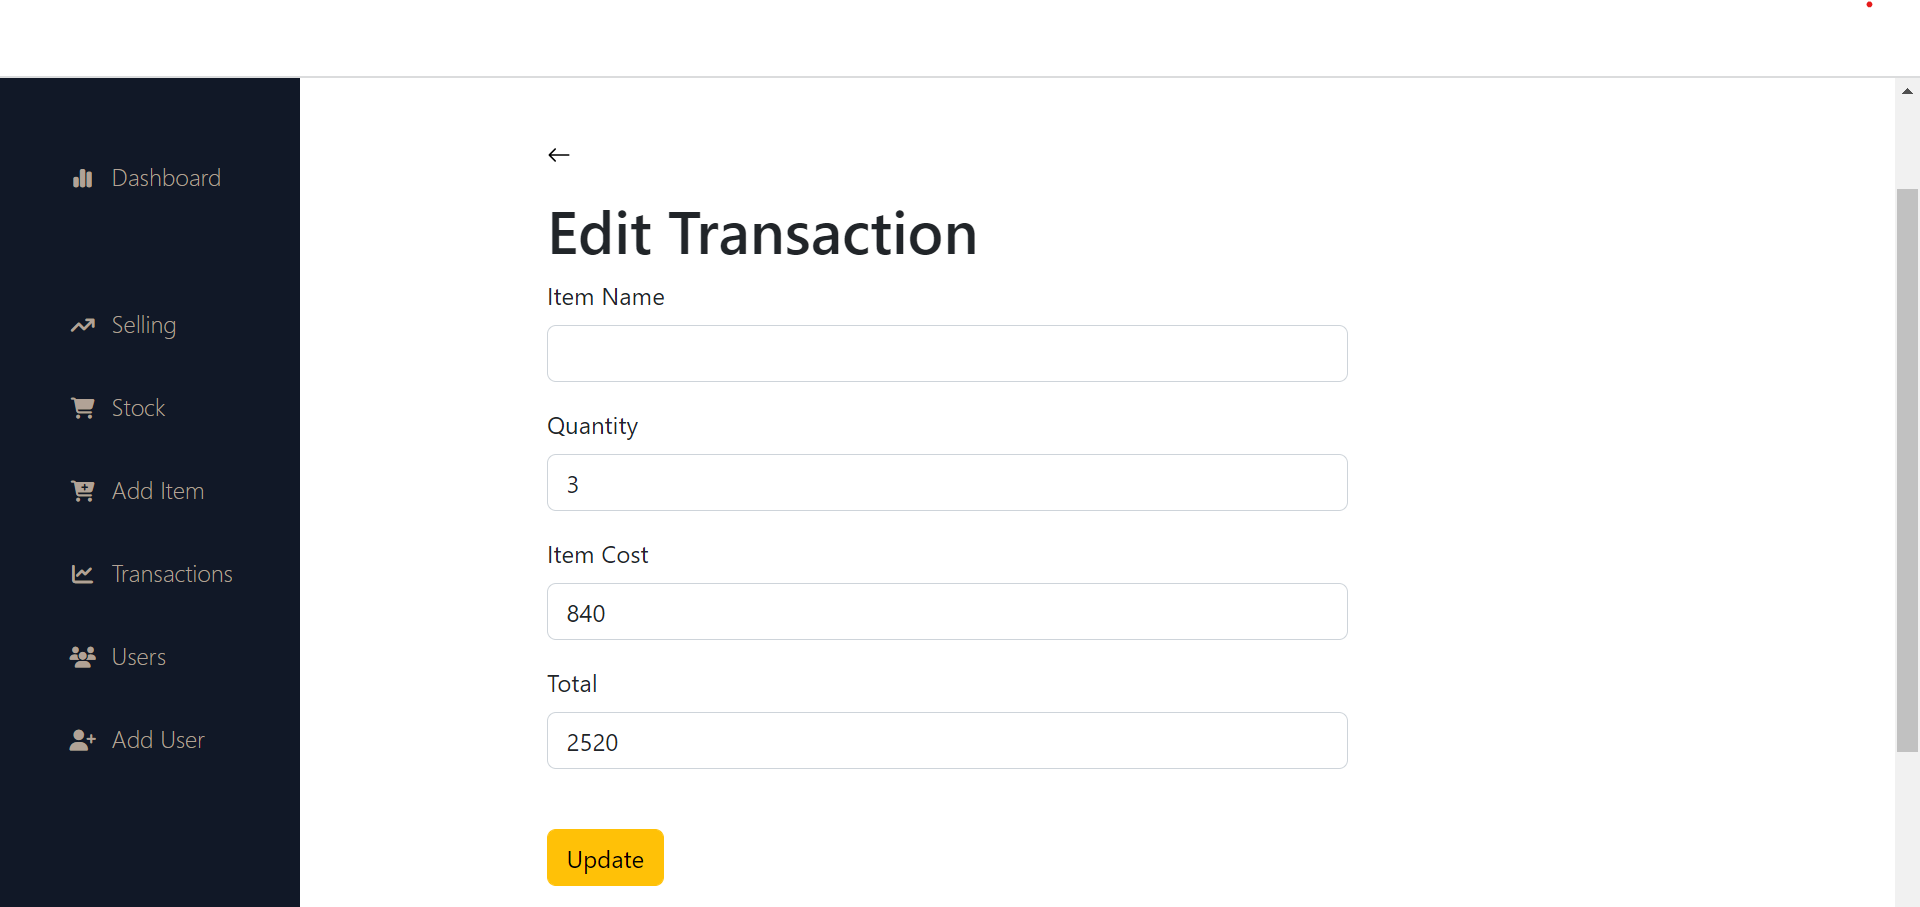 Dashboard
Selling
Stock
Add Item
Transactions
Users
Add User
Edit Transaction
Item Name
Quantity
3
Item Cost
840
Total
2520
Update